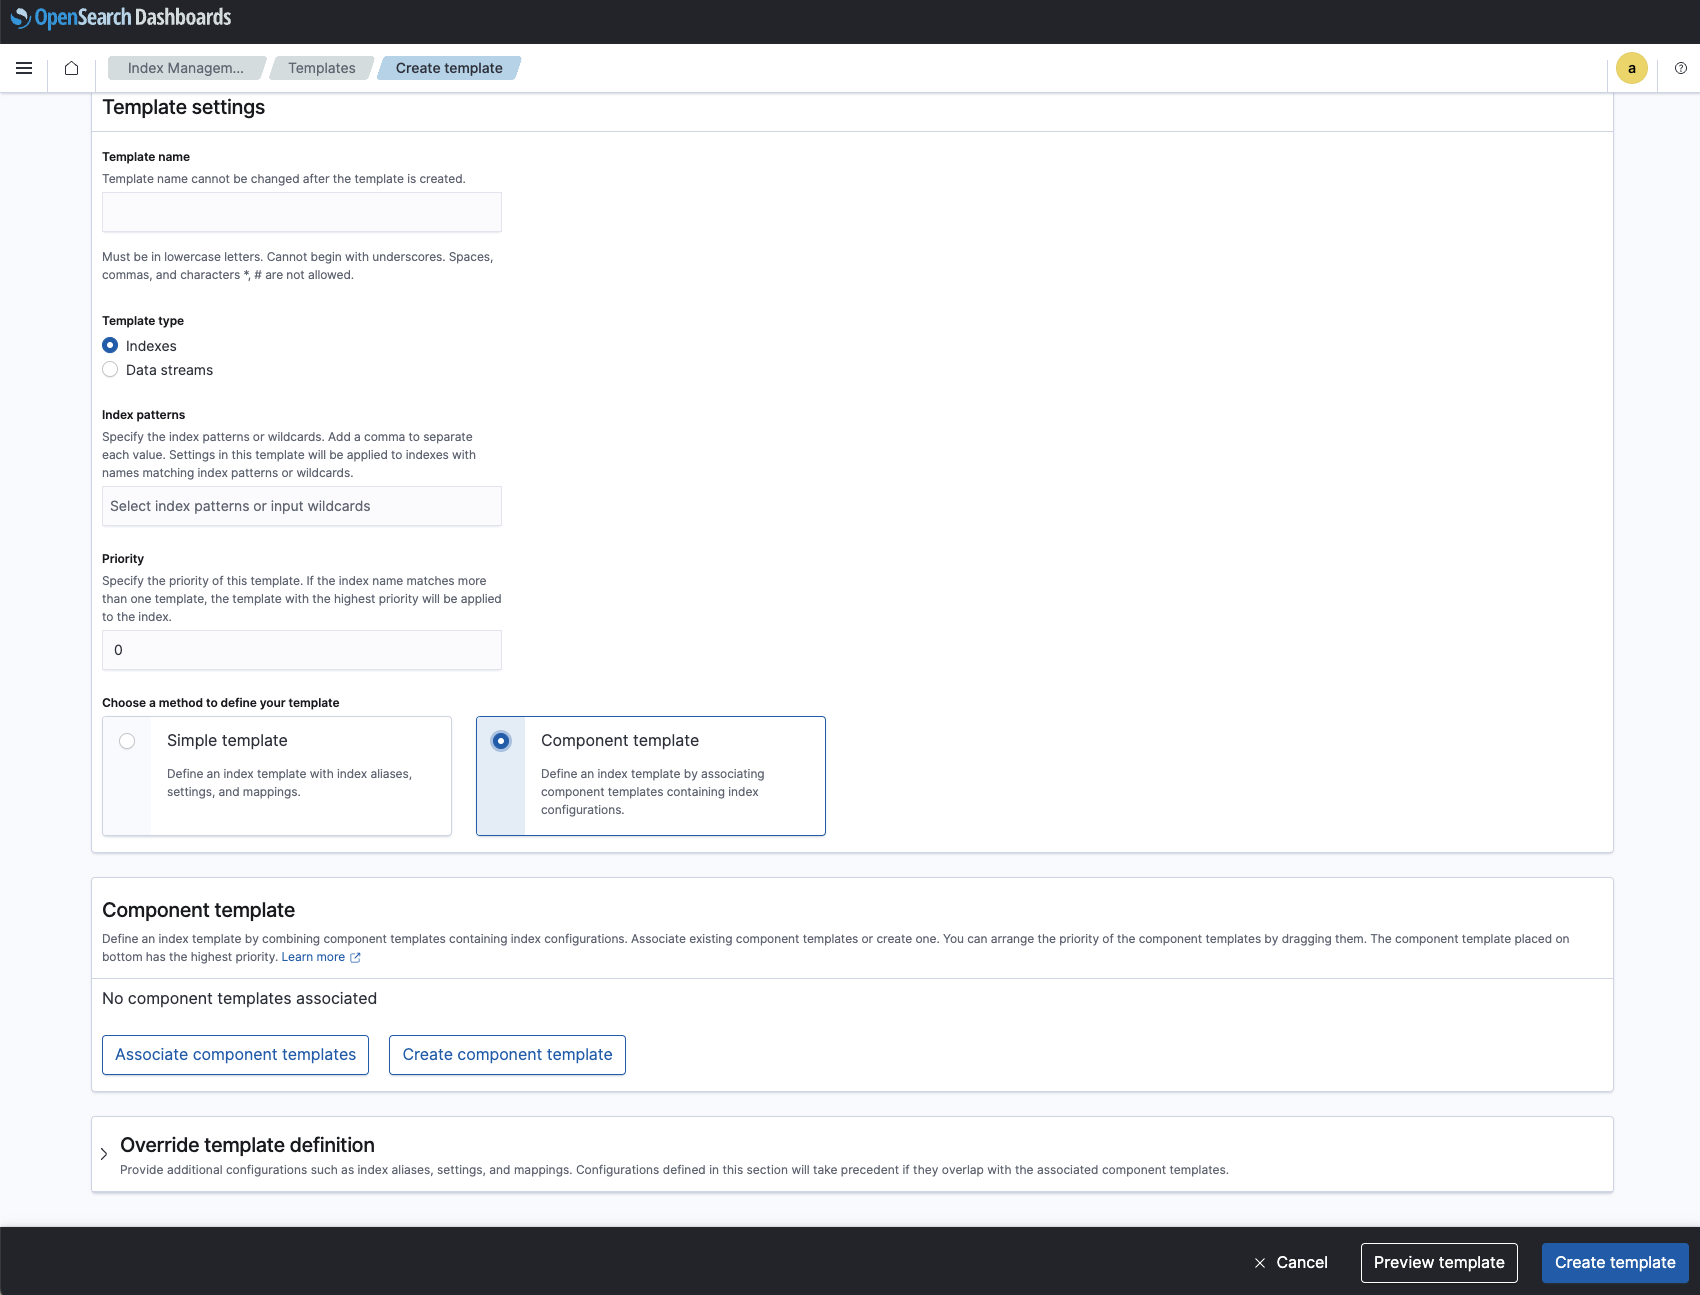 OpenSearch Dashboards
Index Managem...
Templates
Create template
a
Template settings
Template name
Template name cannot be changed after the template is created.
Must be in lowercase letters. Cannot begin with underscores. Spaces,
commas, and characters *, # are not allowed.
Template type
Indexes
Data streams
Index patterns
Specify the index patterns or wildcards. Add a comma to separate
each value. Settings in this template will be applied to indexes with
names matching index patterns or wildcards.
Select index patterns or input wildcards
Priority
Specify the priority of this template. If the index name matches more
than one template, the template with the highest priority will be applied
to the index.
0
Choose a method to define your template
Simple template
Define an index template with index aliases,
settings, and mappings.
Component template
Define an index template by associating
component templates containing index
configurations.
Component template
Define an index template by combining component templates containing index configurations. Associate existing component templates or create one. You can arrange the priority of the component templates by dragging them. The component template placed on
bottom has the highest priority. Learn more
No component templates associated
Associate component templates
Create component template
Override template definition
Provide additional configurations such as index aliases, settings, and mappings. Configurations defined in this section will take precedent if they overlap with the associated component templates.
Cancel
Preview template
Create template